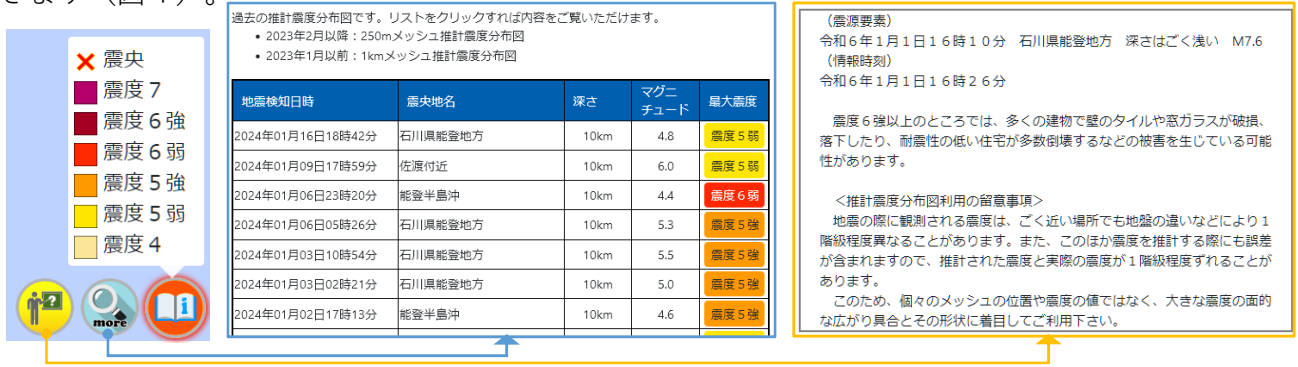 きます（図４）。
震央
震度７
震度６強
震度６弱
震度５強
震度５弱
震度４
more
過去の推計震度分布図です。リストをクリックすれば内容をご覧いただけます。
• 2023年2月以降：250mメッシュ推計震度分布図
• 2023年1月以前：1kmメッシュ推計震度分布図
地震検知日時 震央地名 深さ マグニチュード 最大震度
2024年01月16日18時42分 石川県能登地方 10km 4.8 震度５弱
2024年01月09日17時59分 佐渡付近 10km 6.0 震度５弱
2024年01月06日23時20分 能登半島沖 10km 4.4 震度６弱
2024年01月06日05時26分 石川県能登地方 10km 5.3 震度５強
2024年01月03日10時54分 石川県能登地方 10km 5.5 震度５強
2024年01月03日02時21分 石川県能登地方 10km 5.0 震度５強
2024年01月02日17時13分 能登半島沖 10km 4.6 震度５強
（震源要素）
令和６年１月１日１６時１０分　石川県能登地方　深さはごく浅い　M7.6
（情報時刻）
令和６年１月１日１６時２６分
震度６強以上のところでは、多くの建物で壁のタイルや窓ガラスが破損、
落下したり、耐震性の低い住宅が多数倒壊するなどの被害を生じている可能
性があります。
＜推計震度分布図利用の留意事項＞
地震の際に観測される震度は、ごく近い場所でも地盤の違いなどにより１
階級程度異なることがあります。また、このほか震度を推計する際にも誤差
が含まれますので、推計された震度と実際の震度が１階級程度ずれることが
あります。
このため、個々のメッシュの位置や震度の値ではなく、大きな震度の面的
な広がり具合とその形状に着目してご利用下さい。